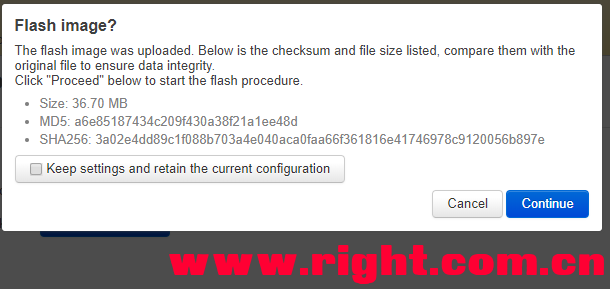 Flash image?
The flash image was uploaded. Below is the checksum and file size listed, compare them with the
original file to ensure data integrity.
Click "Proceed" below to start the flash procedure.
Size: 36.70 MB
MD5: a6e85187434c209f430a38f21a1ee48d
SHA256: 3a02e4dd89c1f088b703a4e040aca0faa66f361816e41746978c9120056b897e
Keep settings and retain the current configuration
Cancel Continue
www.right.com.cn